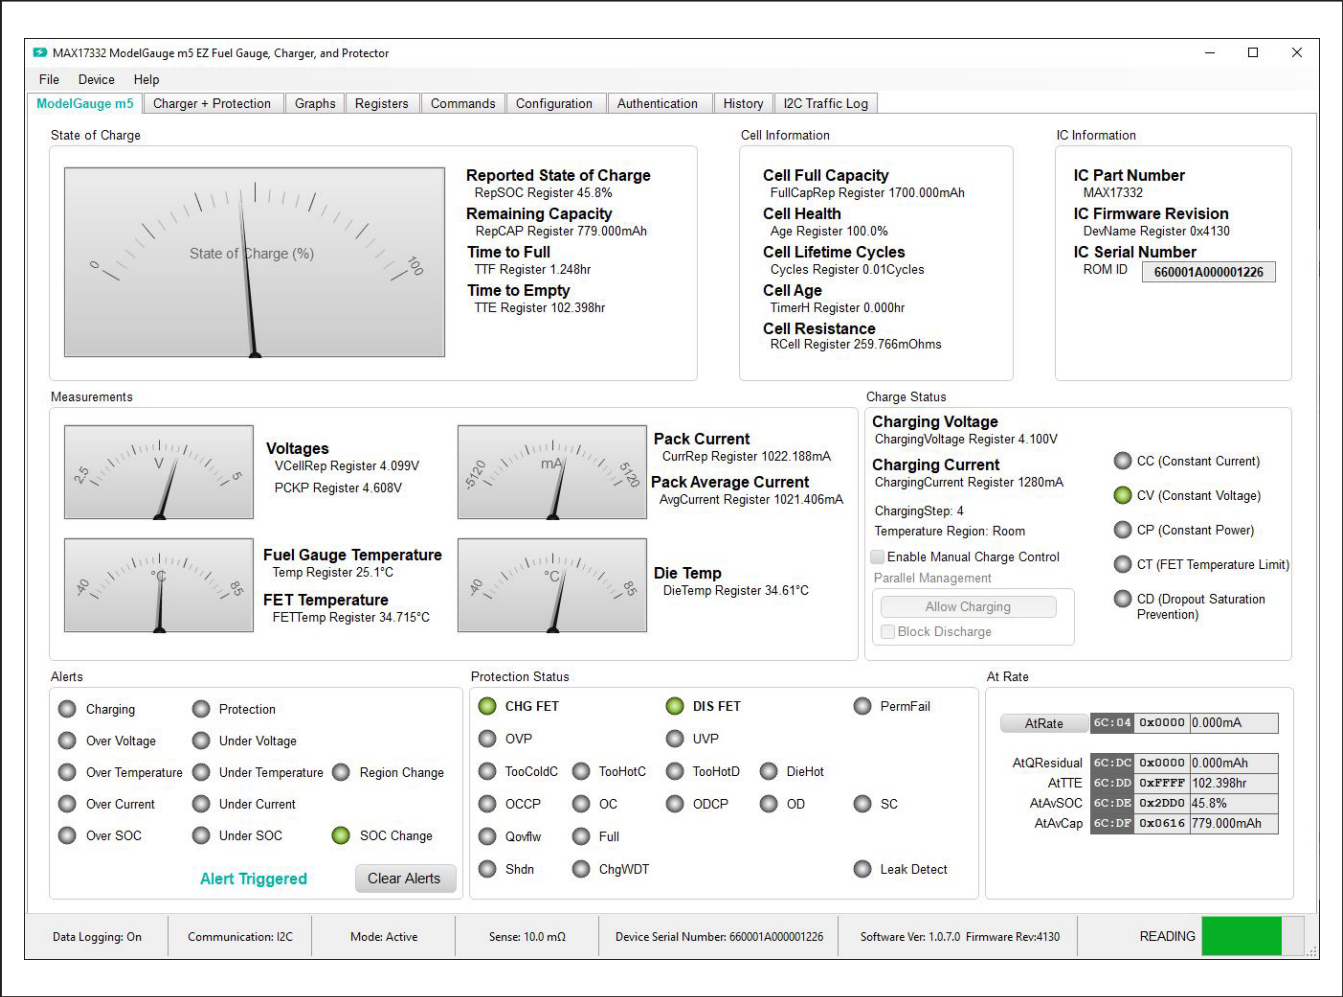 MAX17332 ModelGauge m5 EZ Fuel Gauge, Charger, and Protector
File Device Help
ModelGauge m5 Charger + Protection Graphs Registers Commands Configuration Authentication History I2C Traffic Log
State of Charge
0
100
State of Charge (%)
Reported State of Charge
RepSOC Register 45.8%
Remaining Capacity
RepCAP Register 779.000mAh
Time to Full
TTF Register 1.248hr
Time to Empty
TTE Register 102.398hr
Cell Information
Cell Full Capacity
FullCapRep Register 1700.000mAh
Cell Health
Age Register 100.0%
Cell Lifetime Cycles
Cycles Register 0.01Cycles
Cell Age
TimerH Register 0.000hr
Cell Resistance
RCell Register 259.766mOhms
IC Information
IC Part Number
MAX17332
IC Firmware Revision
DevName Register 0x4130
IC Serial Number
ROM ID 660001A000001226
Measurements
2.5
V
5
Voltages
VCellRep Register 4.099V
PCKP Register 4.608V
-5120
mA
5120
Pack Current
CurrRep Register 1022.188mA
Pack Average Current
AvgCurrent Register 1021.406mA
-40
°C
85
Fuel Gauge Temperature
Temp Register 25.1°C
FET Temperature
FETTemp Register 34.715°C
-40
°C
85
Die Temp
DieTemp Register 34.61°C
Charge Status
Charging Voltage
ChargingVoltage Register 4.100V
Charging Current
ChargingCurrent Register 1280mA
ChargingStep: 4
Temperature Region: Room
Enable Manual Charge Control
Parallel Management
Allow Charging
Block Discharge
CC (Constant Current)
CV (Constant Voltage)
CP (Constant Power)
CT (FET Temperature Limit)
CD (Dropout Saturation
Prevention)
Alerts
Charging Protection
Over Voltage Under Voltage
Over Temperature Under Temperature Region Change
Over Current Under Current
Over SOC Under SOC SOC Change
Alert Triggered Clear Alerts
Protection Status
CHG FET DIS FET PermFail
OVP UVP
TooColdC TooHotC TooHotD DieHot
OCCP OC ODCP OD SC
Qovflw Full
Shdn ChgWDT Leak Detect
At Rate
AtRate 6C:04 0x0000 0.000mA
AtQResidual 6C:DC 0x0000 0.000mAh
AtTTE 6C:DD 0xFFFF 102.398hr
AtAvSOC 6C:DE 0x2DD0 45.8%
AtAvCap 6C:DF 0x0616 779.000mAh
Data Logging: On Communication: I2C Mode: Active Sense: 10.0 mΩ Device Serial Number: 660001A000001226 Software Ver: 1.0.7.0 Firmware Rev:4130 READING